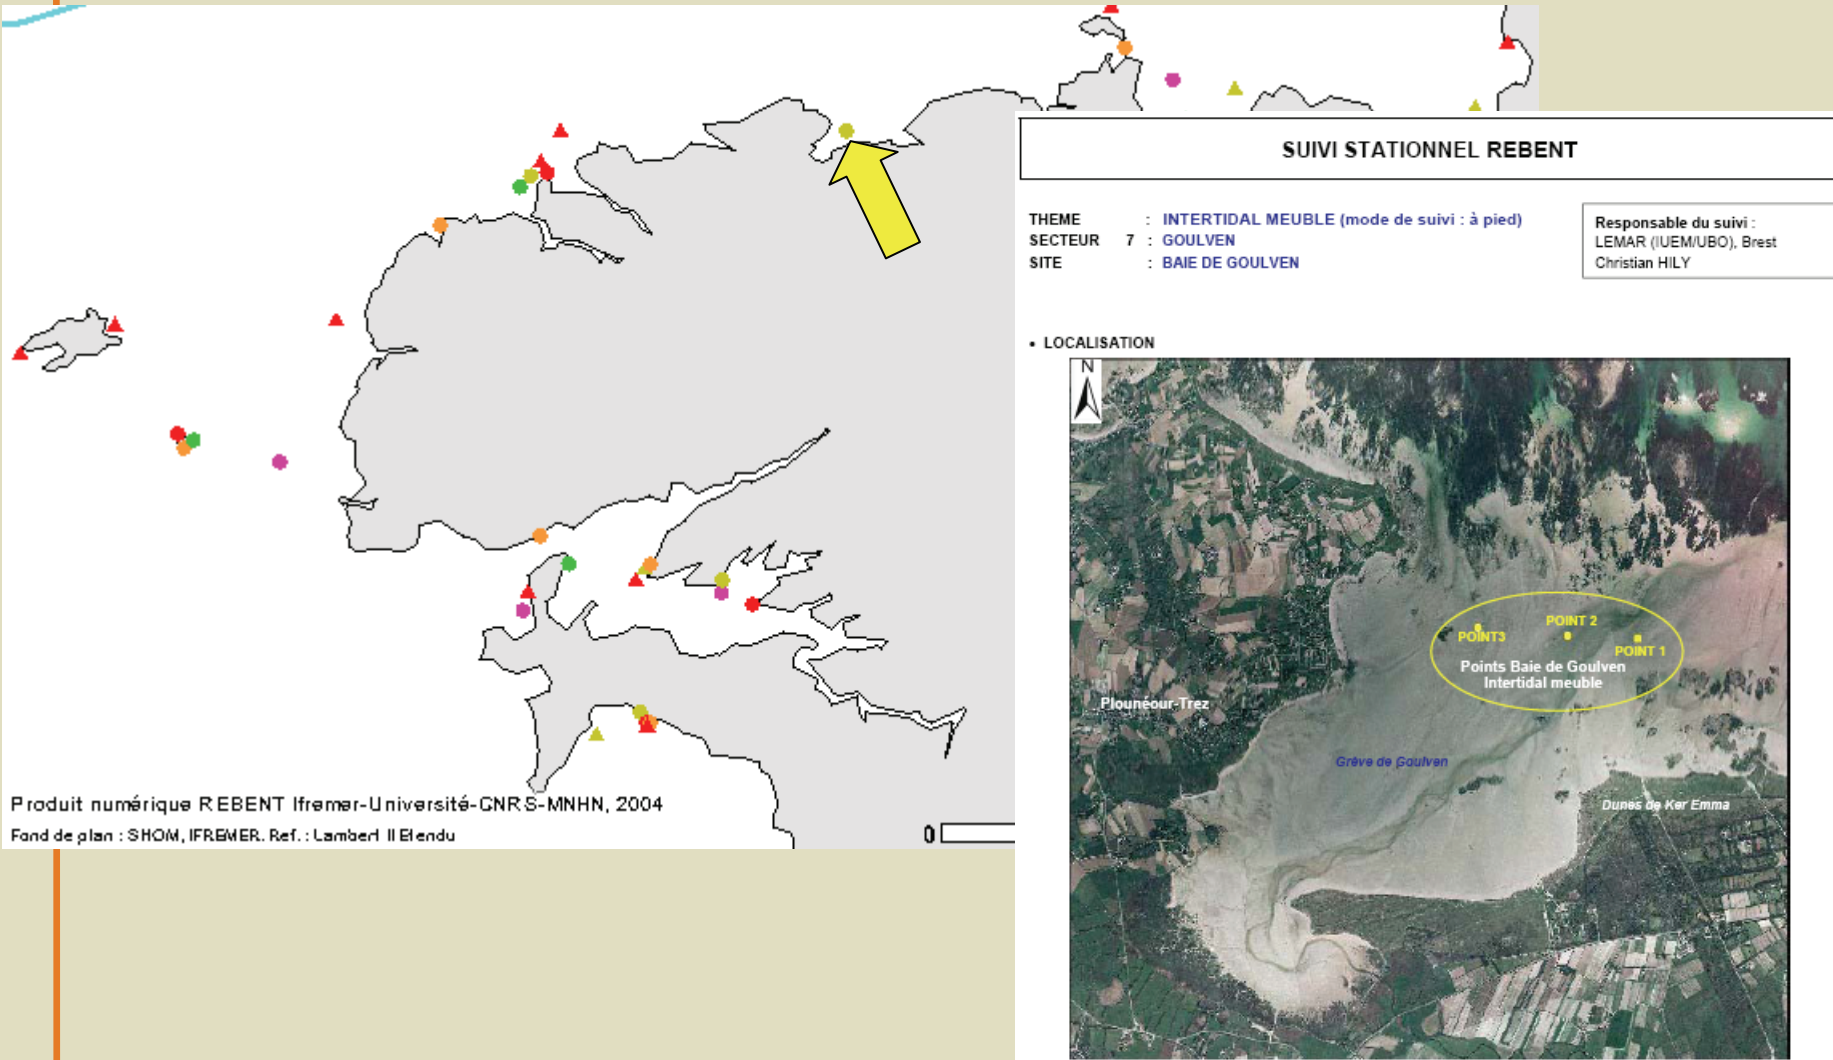 Produit numérique REBENT Ifremer-Université-CNRS-MNHN, 2004
Fond de plan : SHOM, IFREMER. Ref. : Lambert II Etendu
0
SUIVI STATIONNEL REBENT
THEME : INTERTIDAL MEUBLE (mode de suivi : à pied)
SECTEUR 7 : GOULVEN
SITE : BAIE DE GOULVEN
Responsable du suivi :
LEMAR (IUEM/UBO), Brest
Christian HILY
• LOCALISATION
N
POINT3
POINT 2
POINT 1
Points Baie de Goulven
Intertidal meuble
Plounéour-Trez
Grève de Goulven
Dunes de Ker Emma